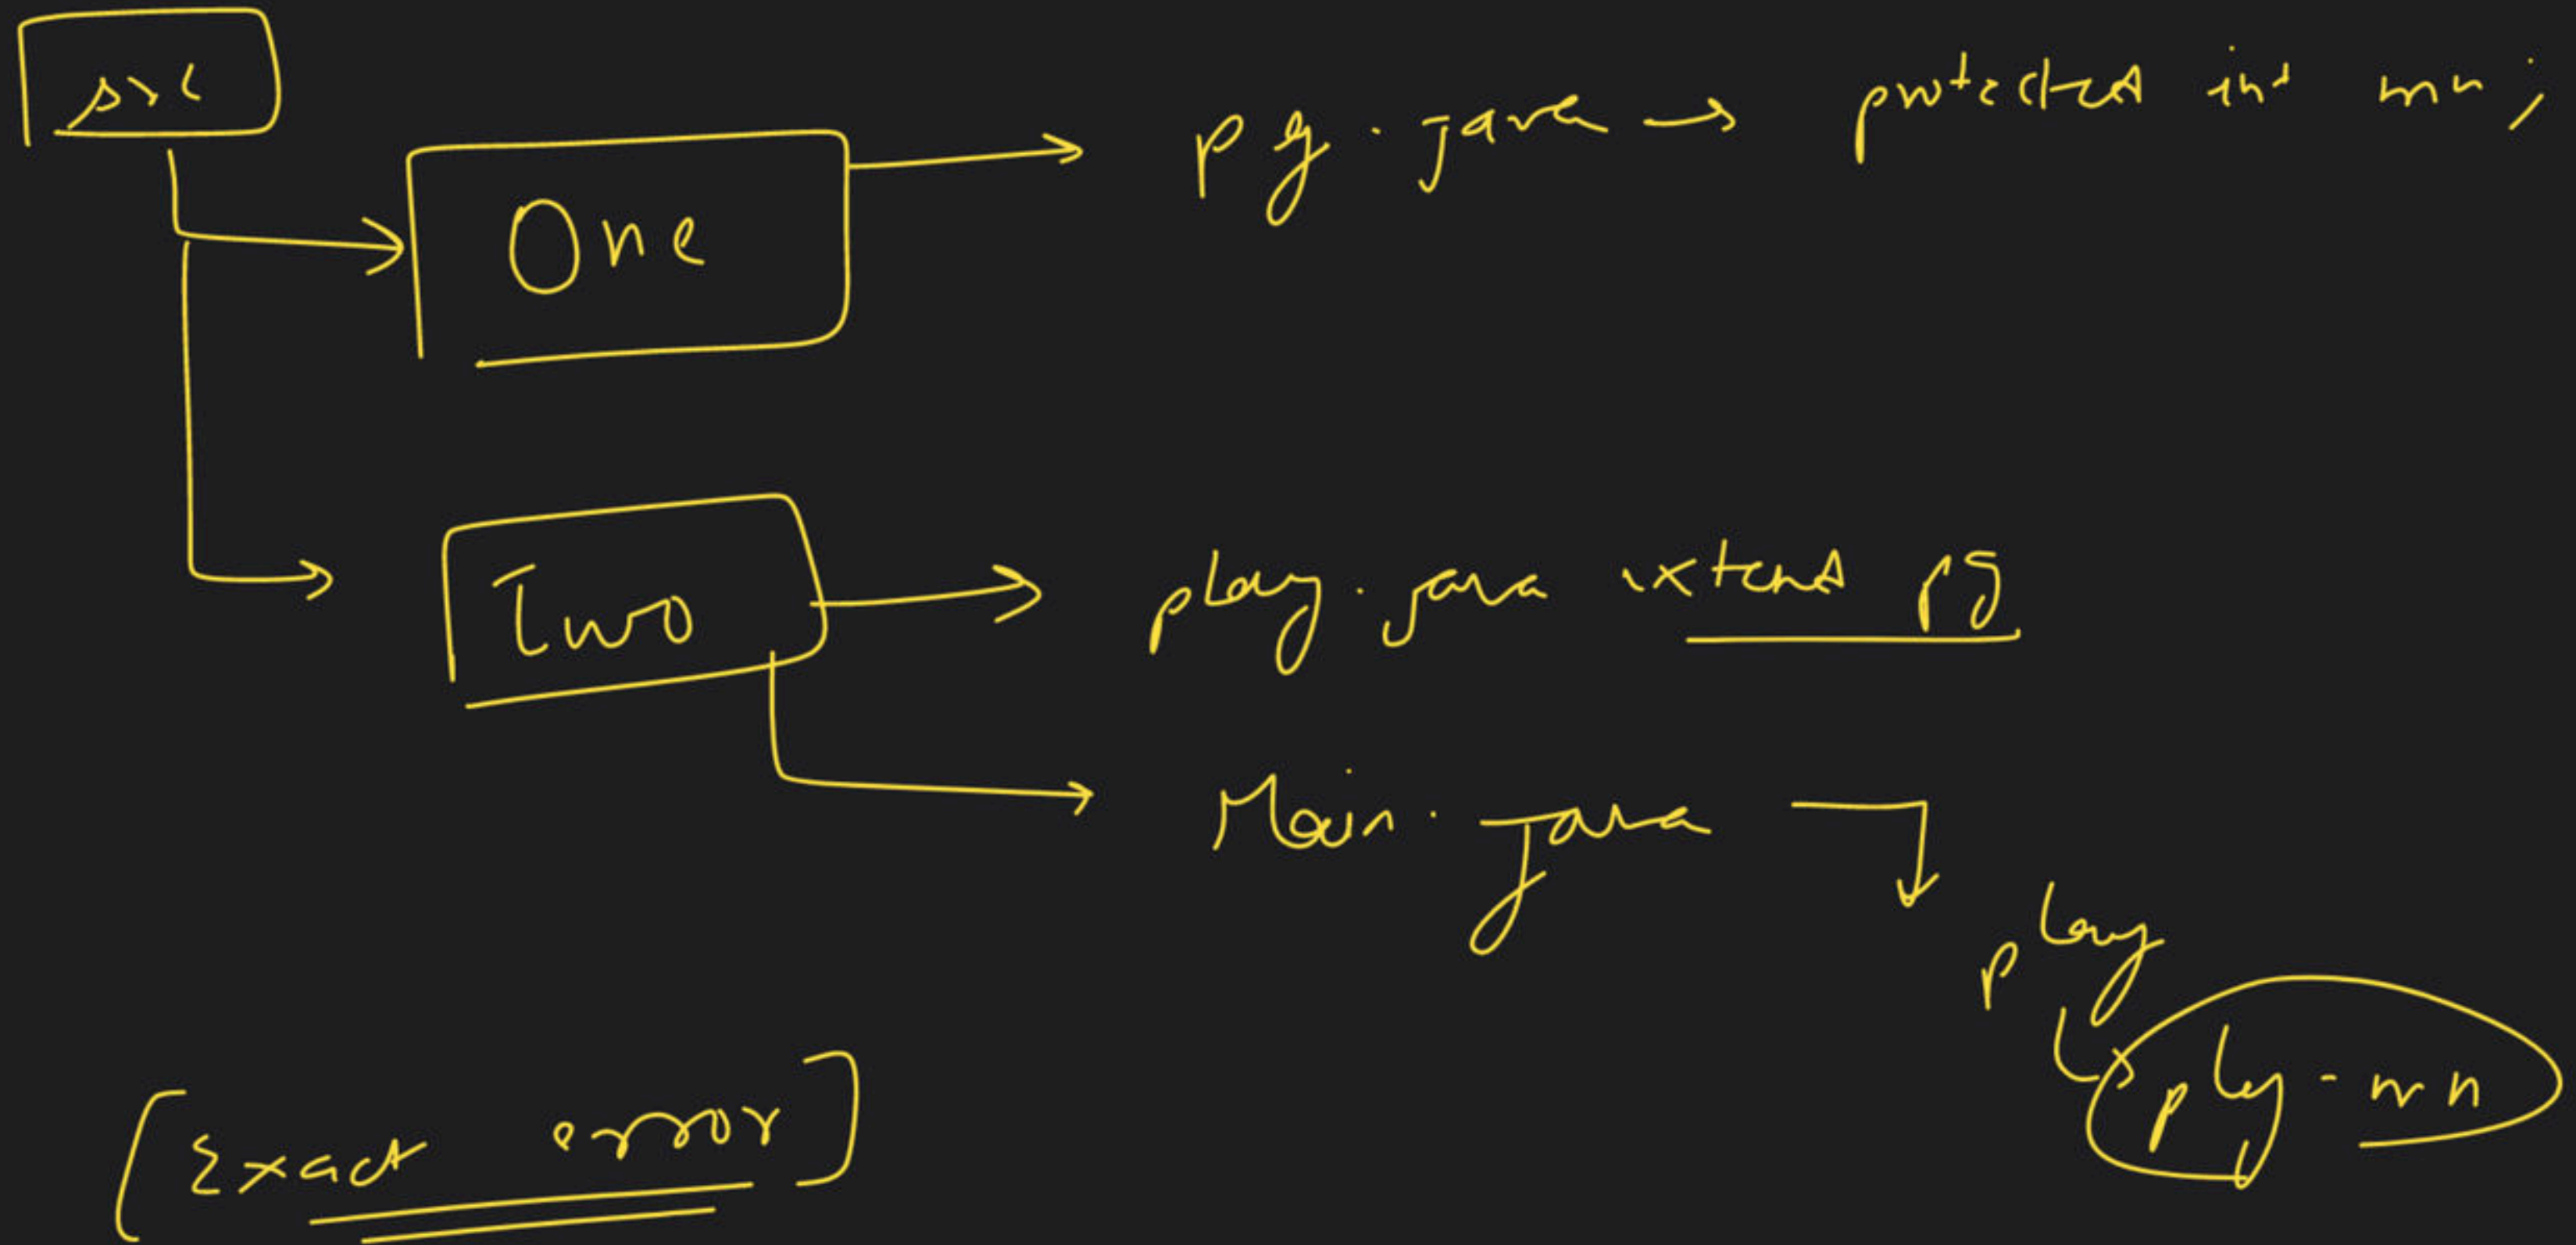 src
pg.java → protected int mn;
One
Two
play.java extend pg
Main.java
play
play.mn
[Exact error]